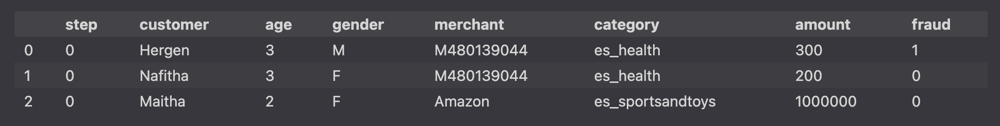 step customer age gender merchant category amount fraud
0 0 Hergen 3 M M480139044 es_health 300 1
1 0 Nafitha 3 F M480139044 es_health 200 0
2 0 Maitha 2 F Amazon es_sportsandtoys 1000000 0